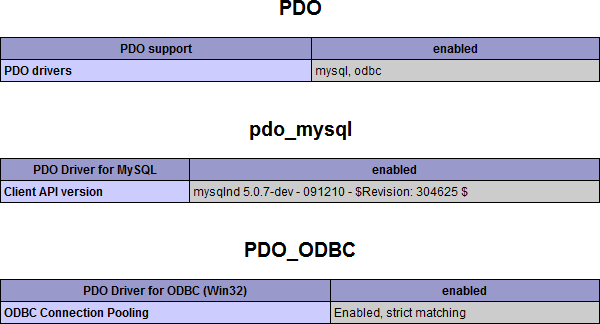 PDO
PDO support enabled
PDO drivers mysql, odbc
pdo_mysql
PDO Driver for MySQL enabled
Client API version mysqlnd 5.0.7-dev - 091210 - $Revision: 304625 $
PDO_ODBC
PDO Driver for ODBC (Win32) enabled
ODBC Connection Pooling Enabled, strict matching